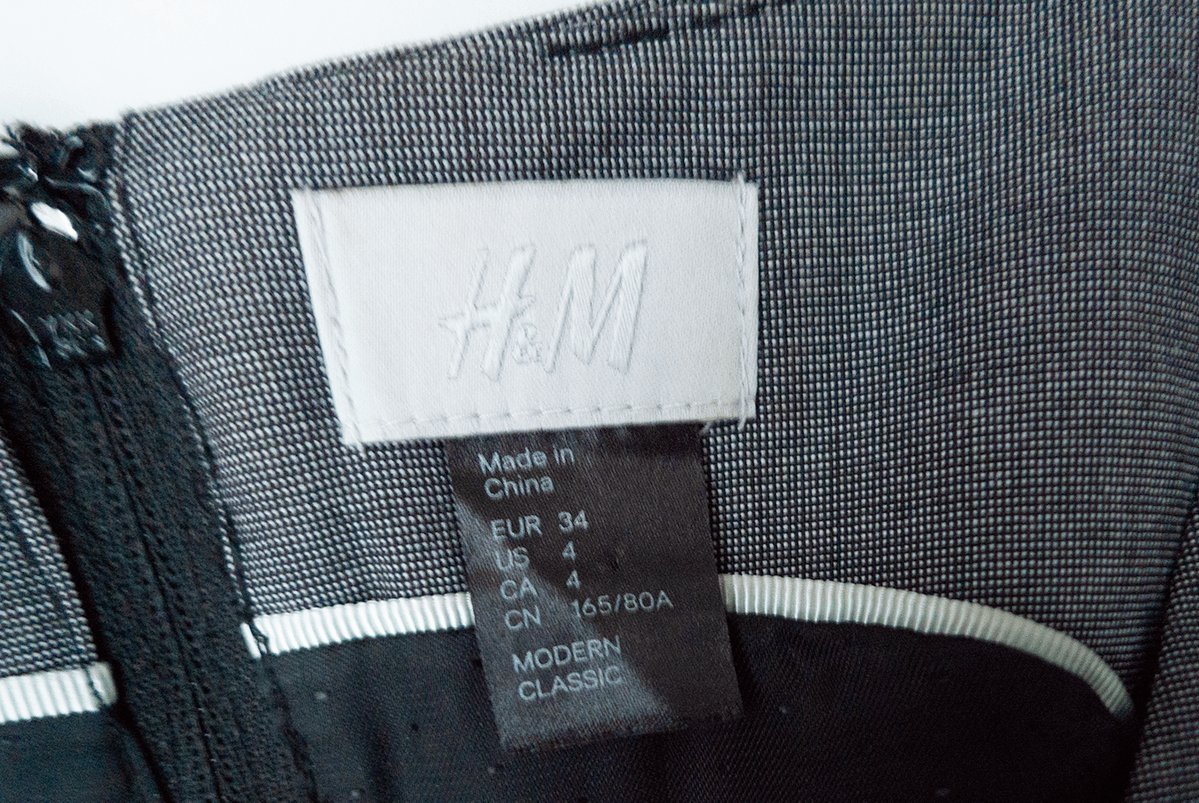 H&M
Made in
China
EUR 34
US 4
CA 4
CN 165/80A
MODERN
CLASSIC